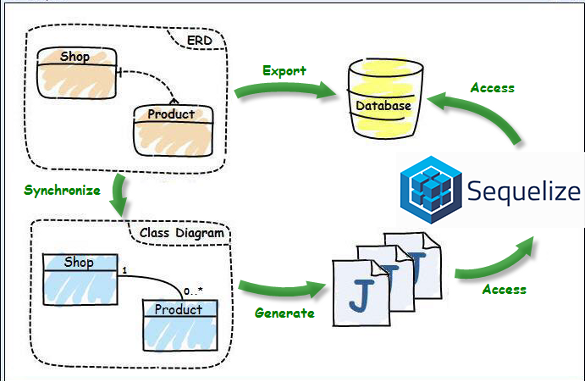 ERD
Shop
Product
Export
Database
Access
Synchronize
Sequelize
Class Diagram
Shop
1
0..*
Product
Generate
J
J
J
Access